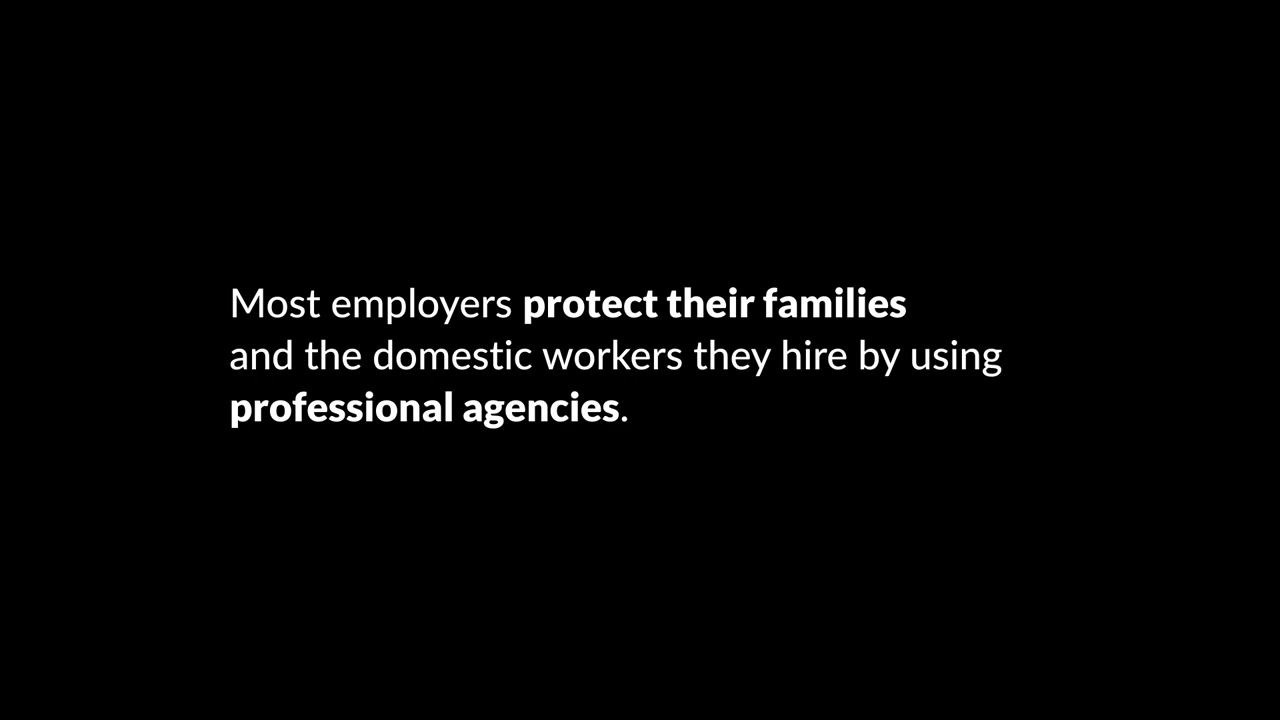 Most employers protect their families
and the domestic workers they hire by using
professional agencies.